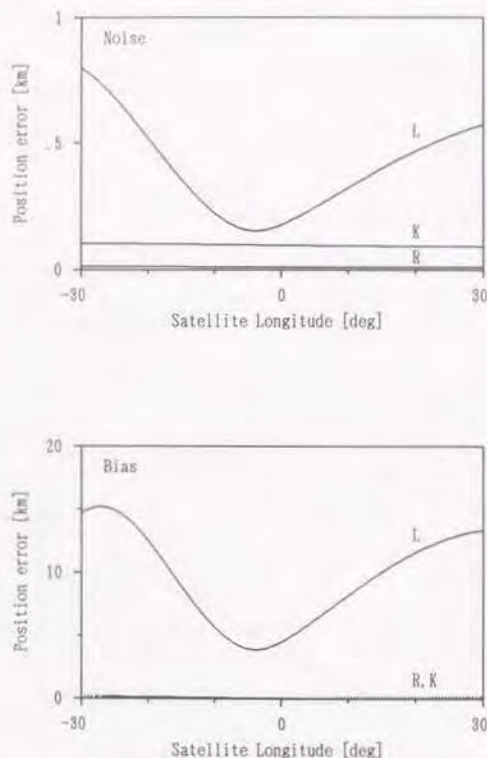 1
Noise
Position error [km]
.5
L
K
R
0
-30
0
30
Satellite Longitude [deg]
20
Bias
Position error [km]
L
10
R,K
0
-30
0
30
Satellite Longitude [deg]